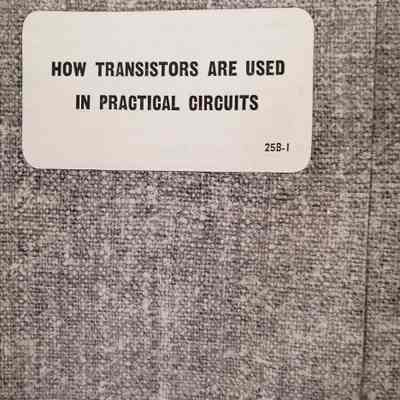 HOW TRANSISTORS ARE USED
IN PRACTICAL CIRCUITS
25B-1